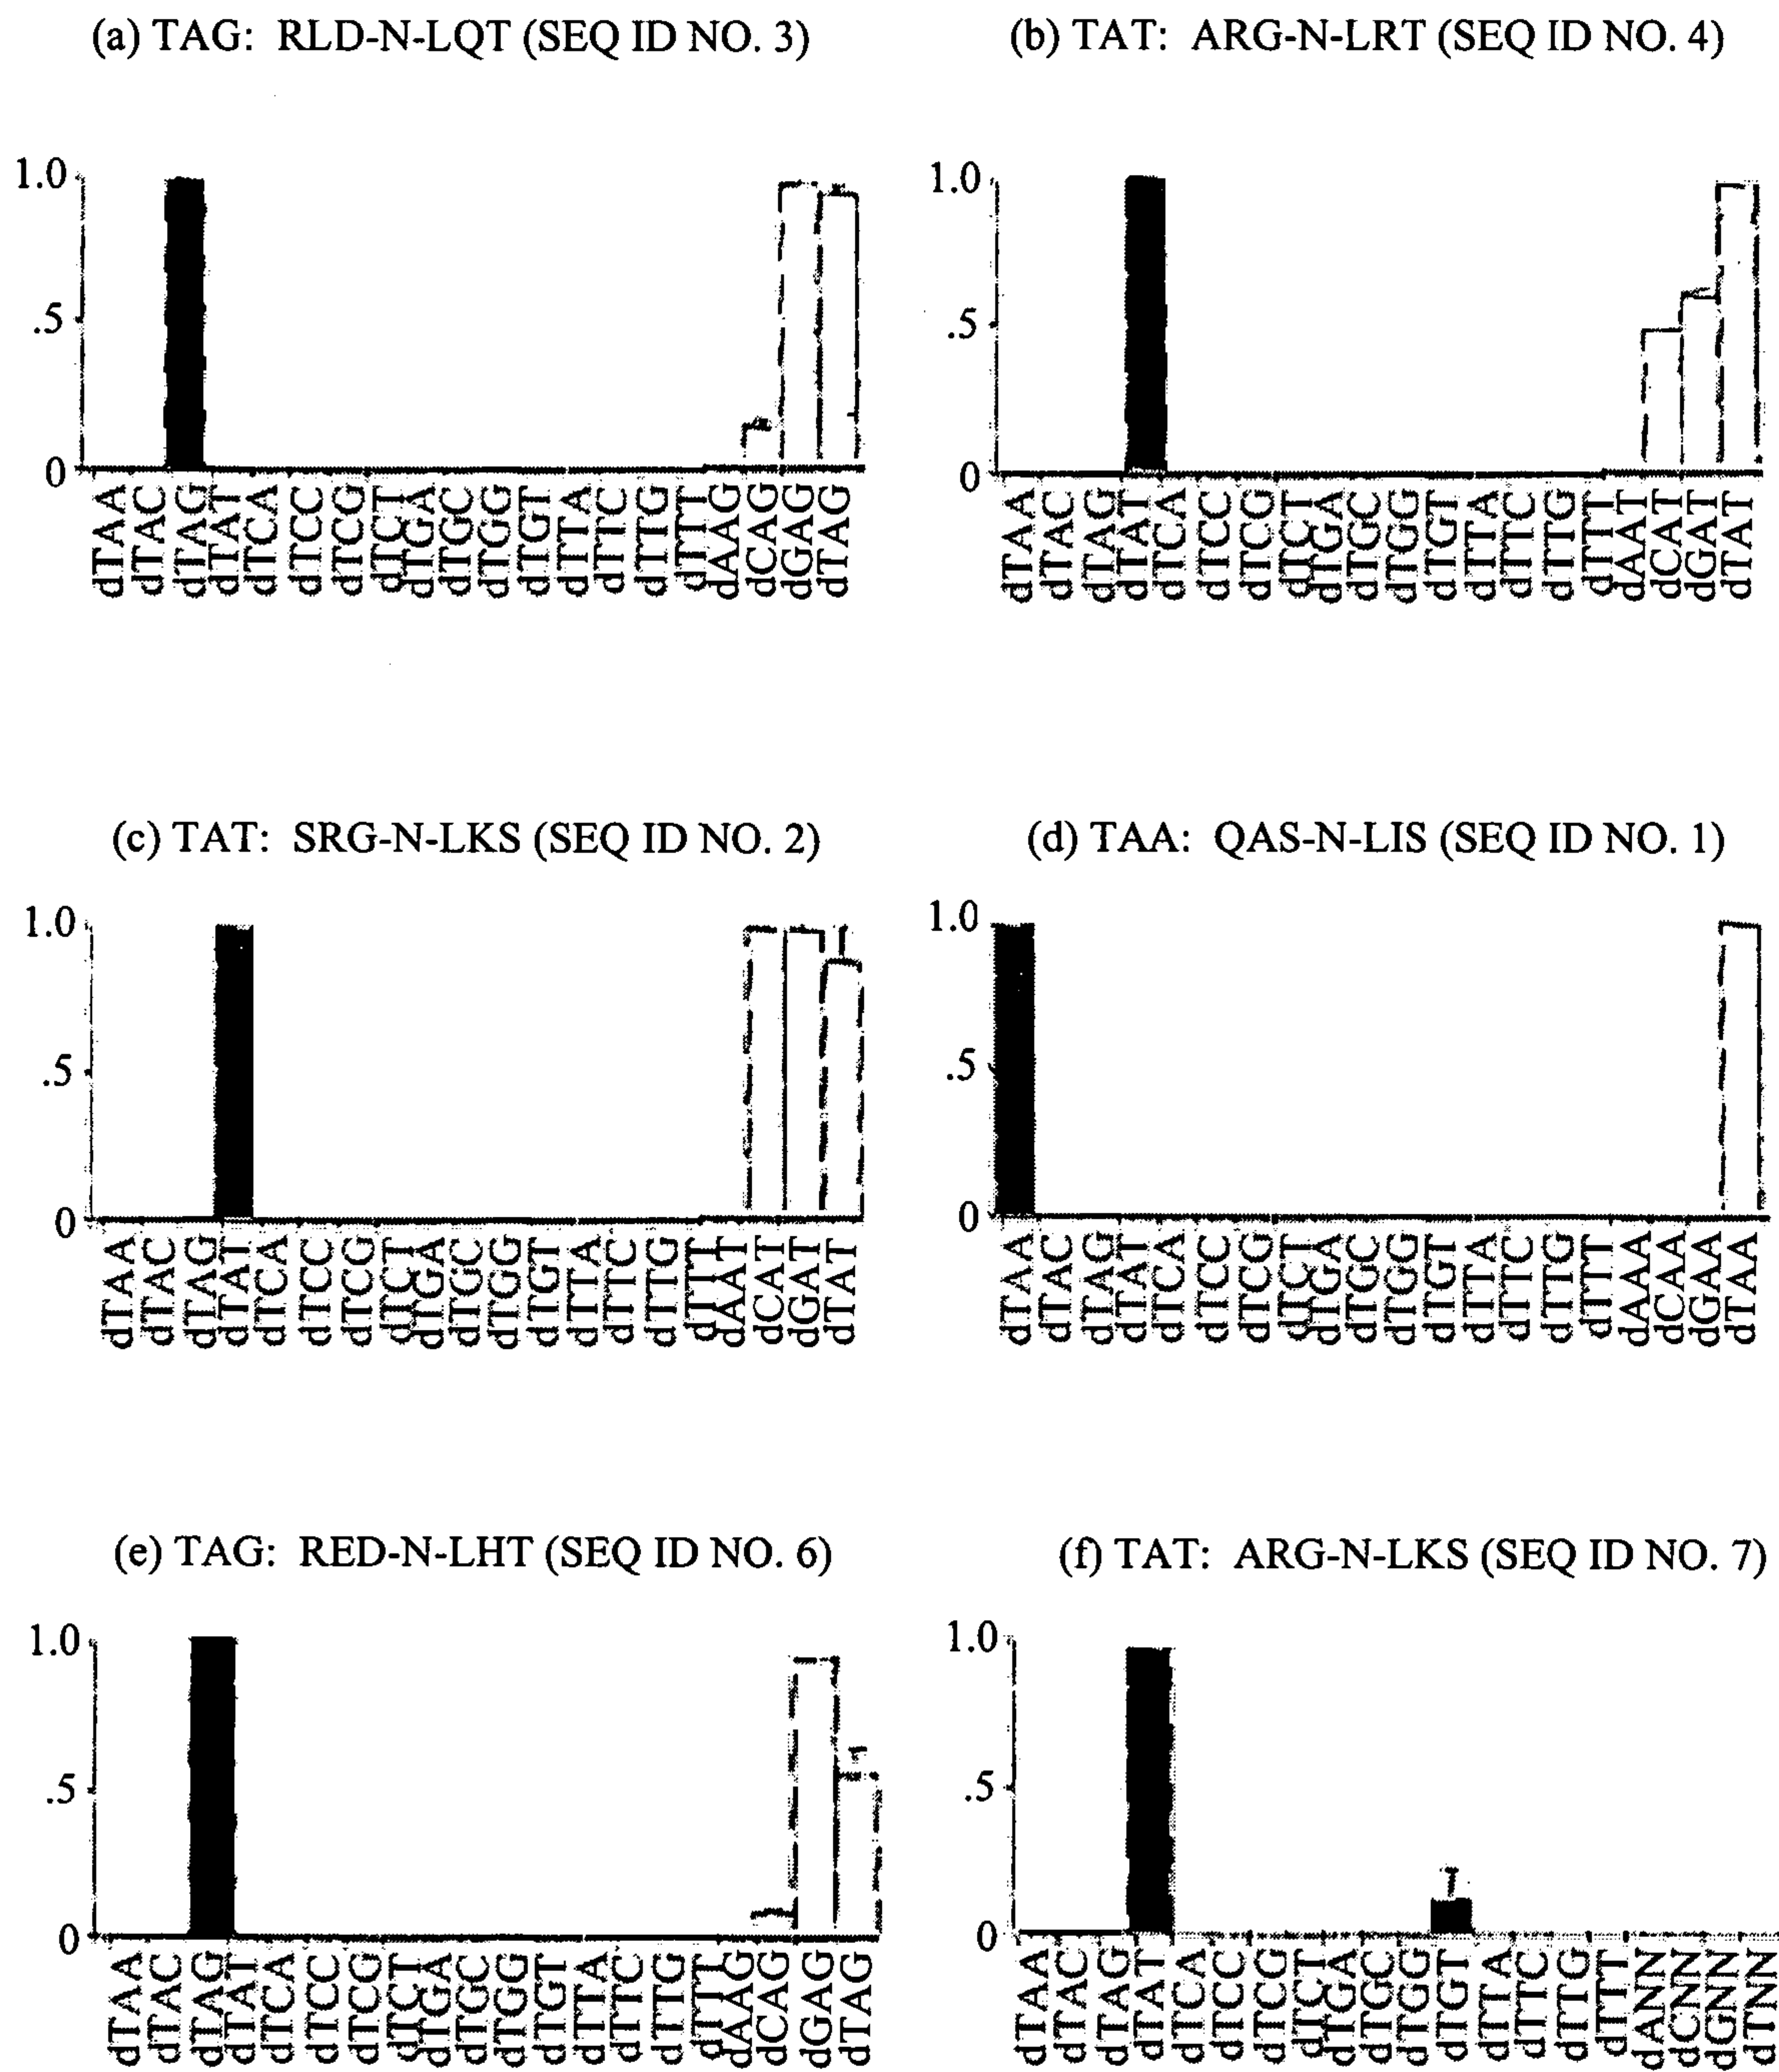 (a) TAG: RLD-N-LQT (SEQ ID NO. 3)
1.0
.5
0
dTAA dTAC dTAG dTAT dTCA dTCC dTCG dTCT dTGA dTGC dTGG dTGT dTTA dTTC dTTG dTTT dAAG dCAG dGAG dTAG
(b) TAT: ARG-N-LRT (SEQ ID NO. 4)
1.0
.5
0
dTAA dTAC dTAG dTAT dTCA dTCC dTCG dTCT dTGA dTGC dTGG dTGT dTTA dTTC dTTG dTTT dAAT dCAT dGAT dTAT
(c) TAT: SRG-N-LKS (SEQ ID NO. 2)
1.0
.5
0
dTAA dTAC dTAG dTAT dTCA dTCC dTCG dTCT dTGA dTGC dTGG dTGT dTTA dTTC dTTG dTTT dAAT dCAT dGAT dTAT
(d) TAA: QAS-N-LIS (SEQ ID NO. 1)
1.0
.5
0
dTAA dTAC dTAG dTAT dTCA dTCC dTCG dTCT dTGA dTGC dTGG dTGT dTTA dTTC dTTG dTTT dAAA dCAA dGAA dTAA
(e) TAG: RED-N-LHT (SEQ ID NO. 6)
1.0
.5
0
dTAA dTAC dTAG dTAT dTCA dTCC dTCG dTCT dTGA dTGC dTGG dTGT dTTA dTTC dTTG dTTT dAAG dCAG dGAG dTAG
(f) TAT: ARG-N-LKS (SEQ ID NO. 7)
1.0
.5
0
dTAA dTAC dTAG dTAT dTCA dTCC dTCG dTCT dTGA dTGC dTGG dTGT dTTA dTTC dTTG dTTT dANN dCNN dGNN dTNN